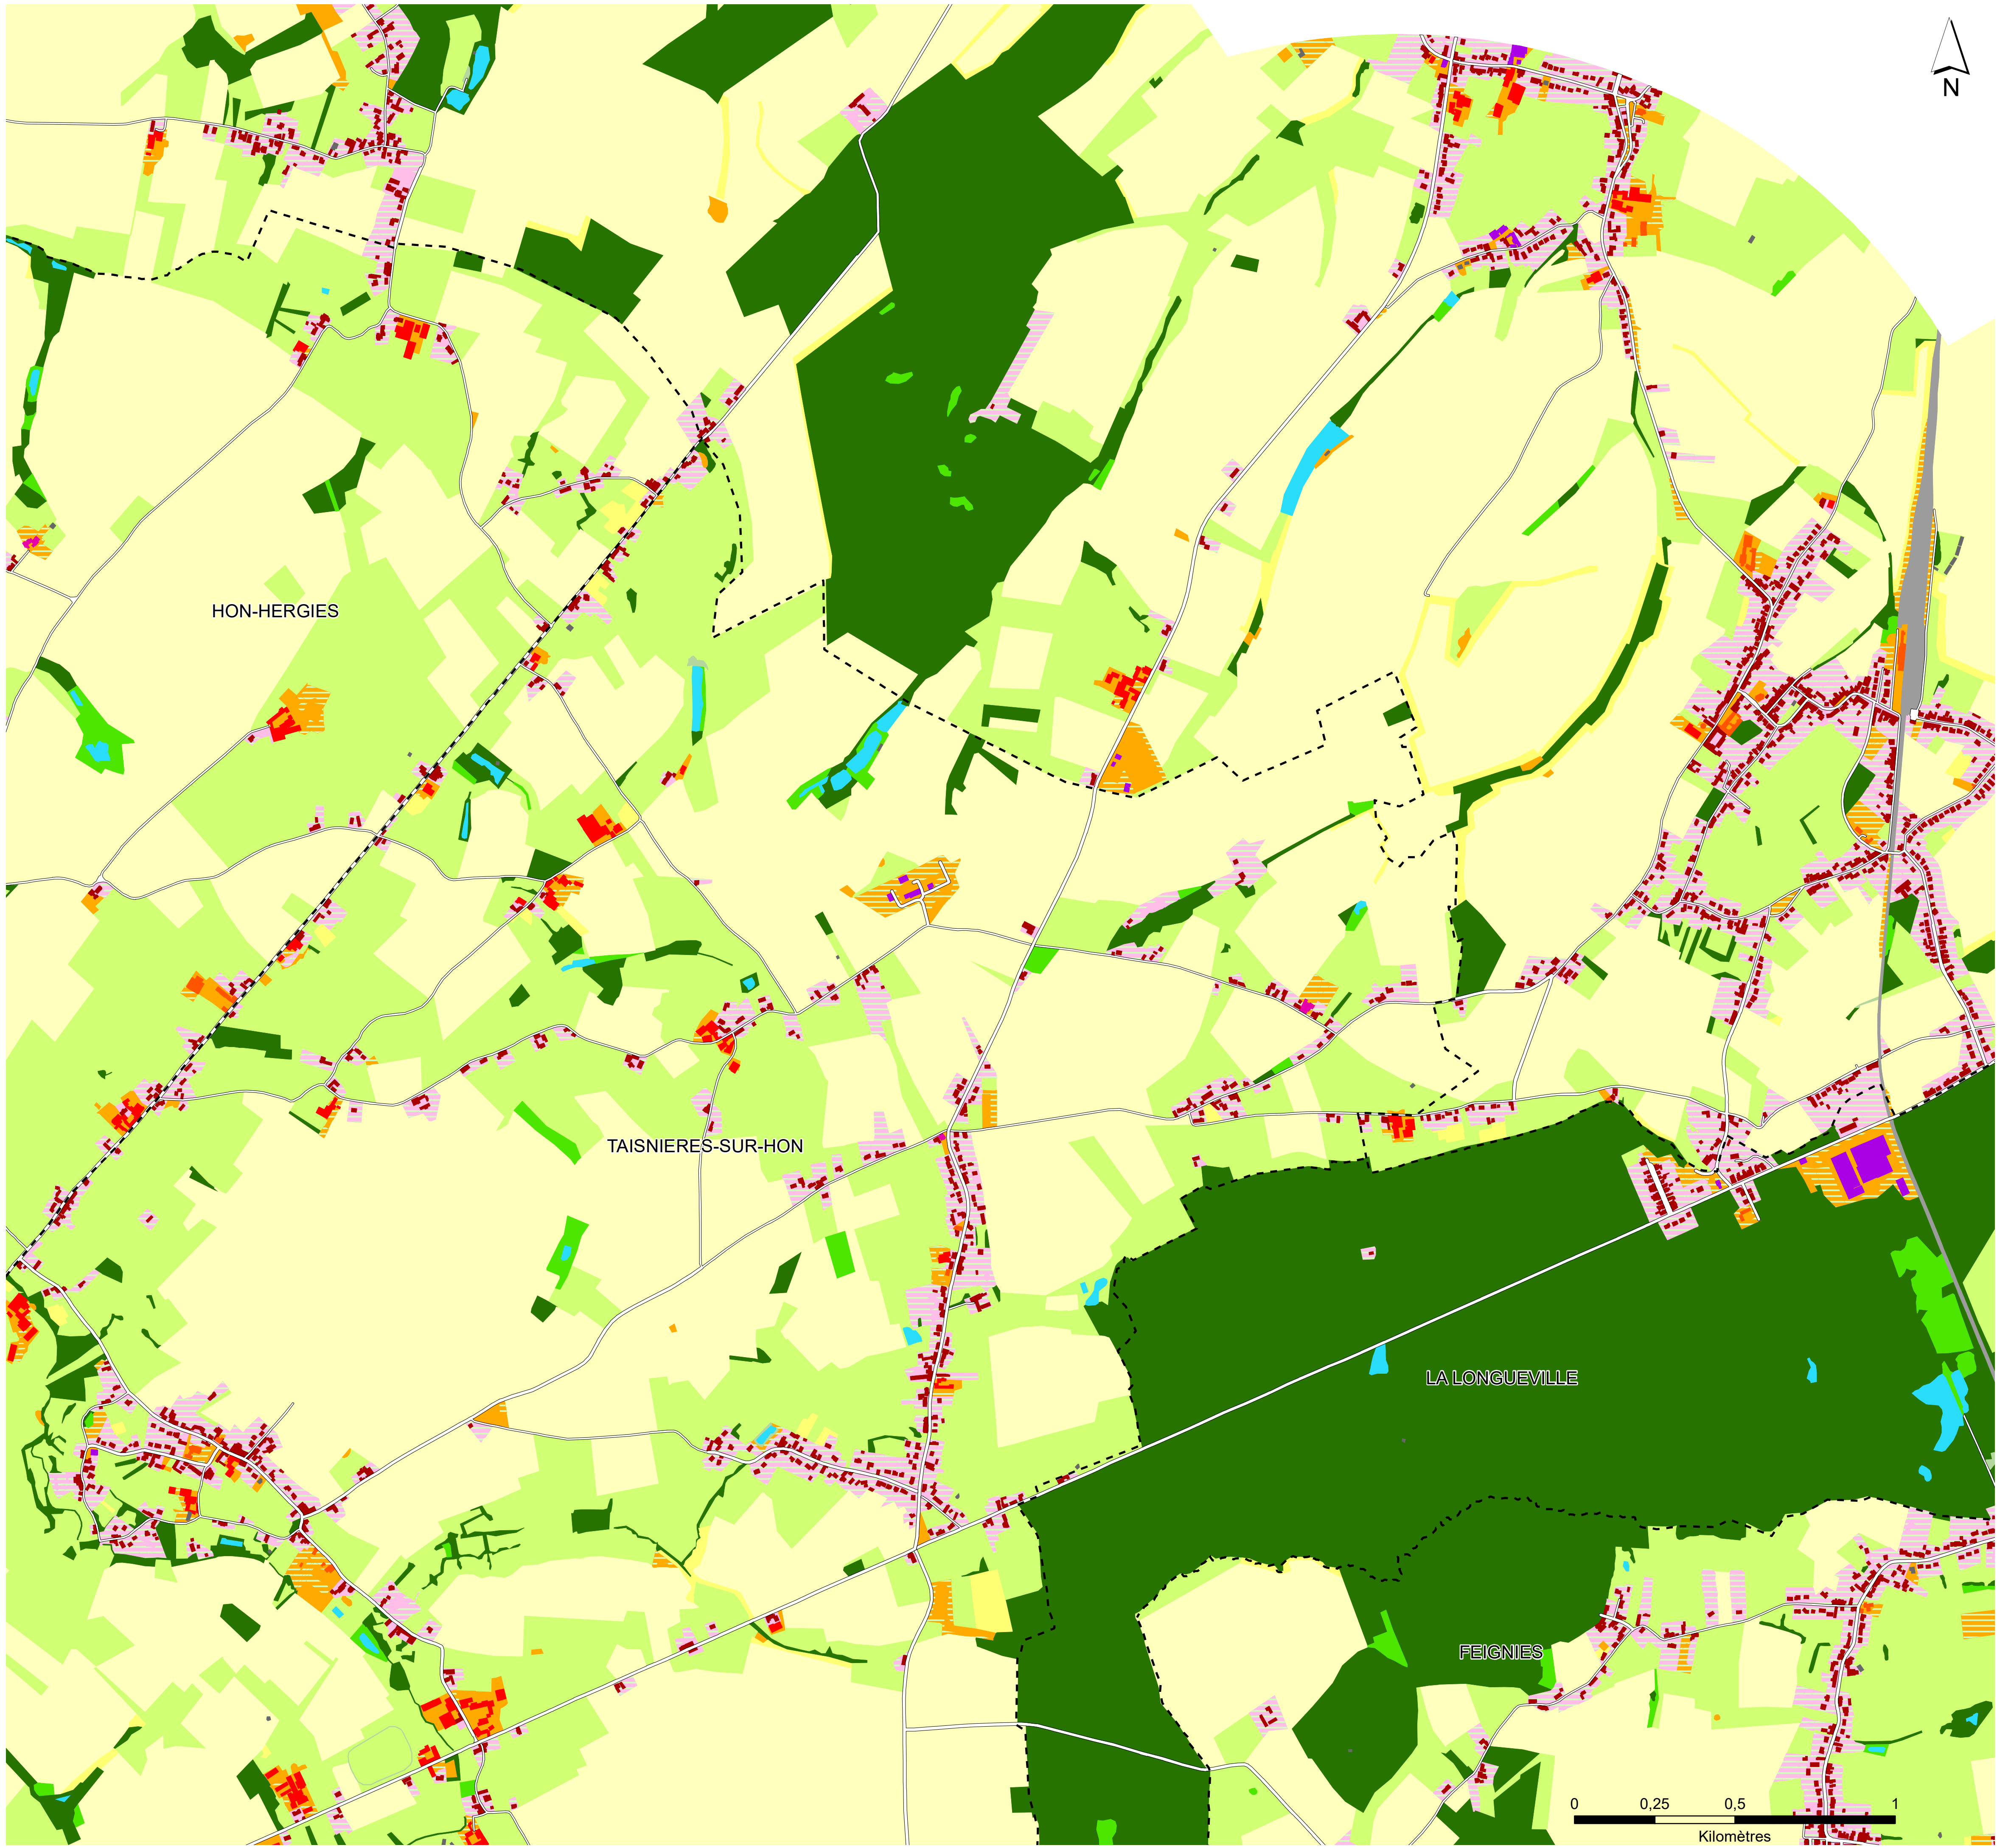 N
HON-HERGIES
TAISNIERES-SUR-HON
LA LONGUEVILLE
FEIGNIES
0 0,25 0,5 1
Kilomètres